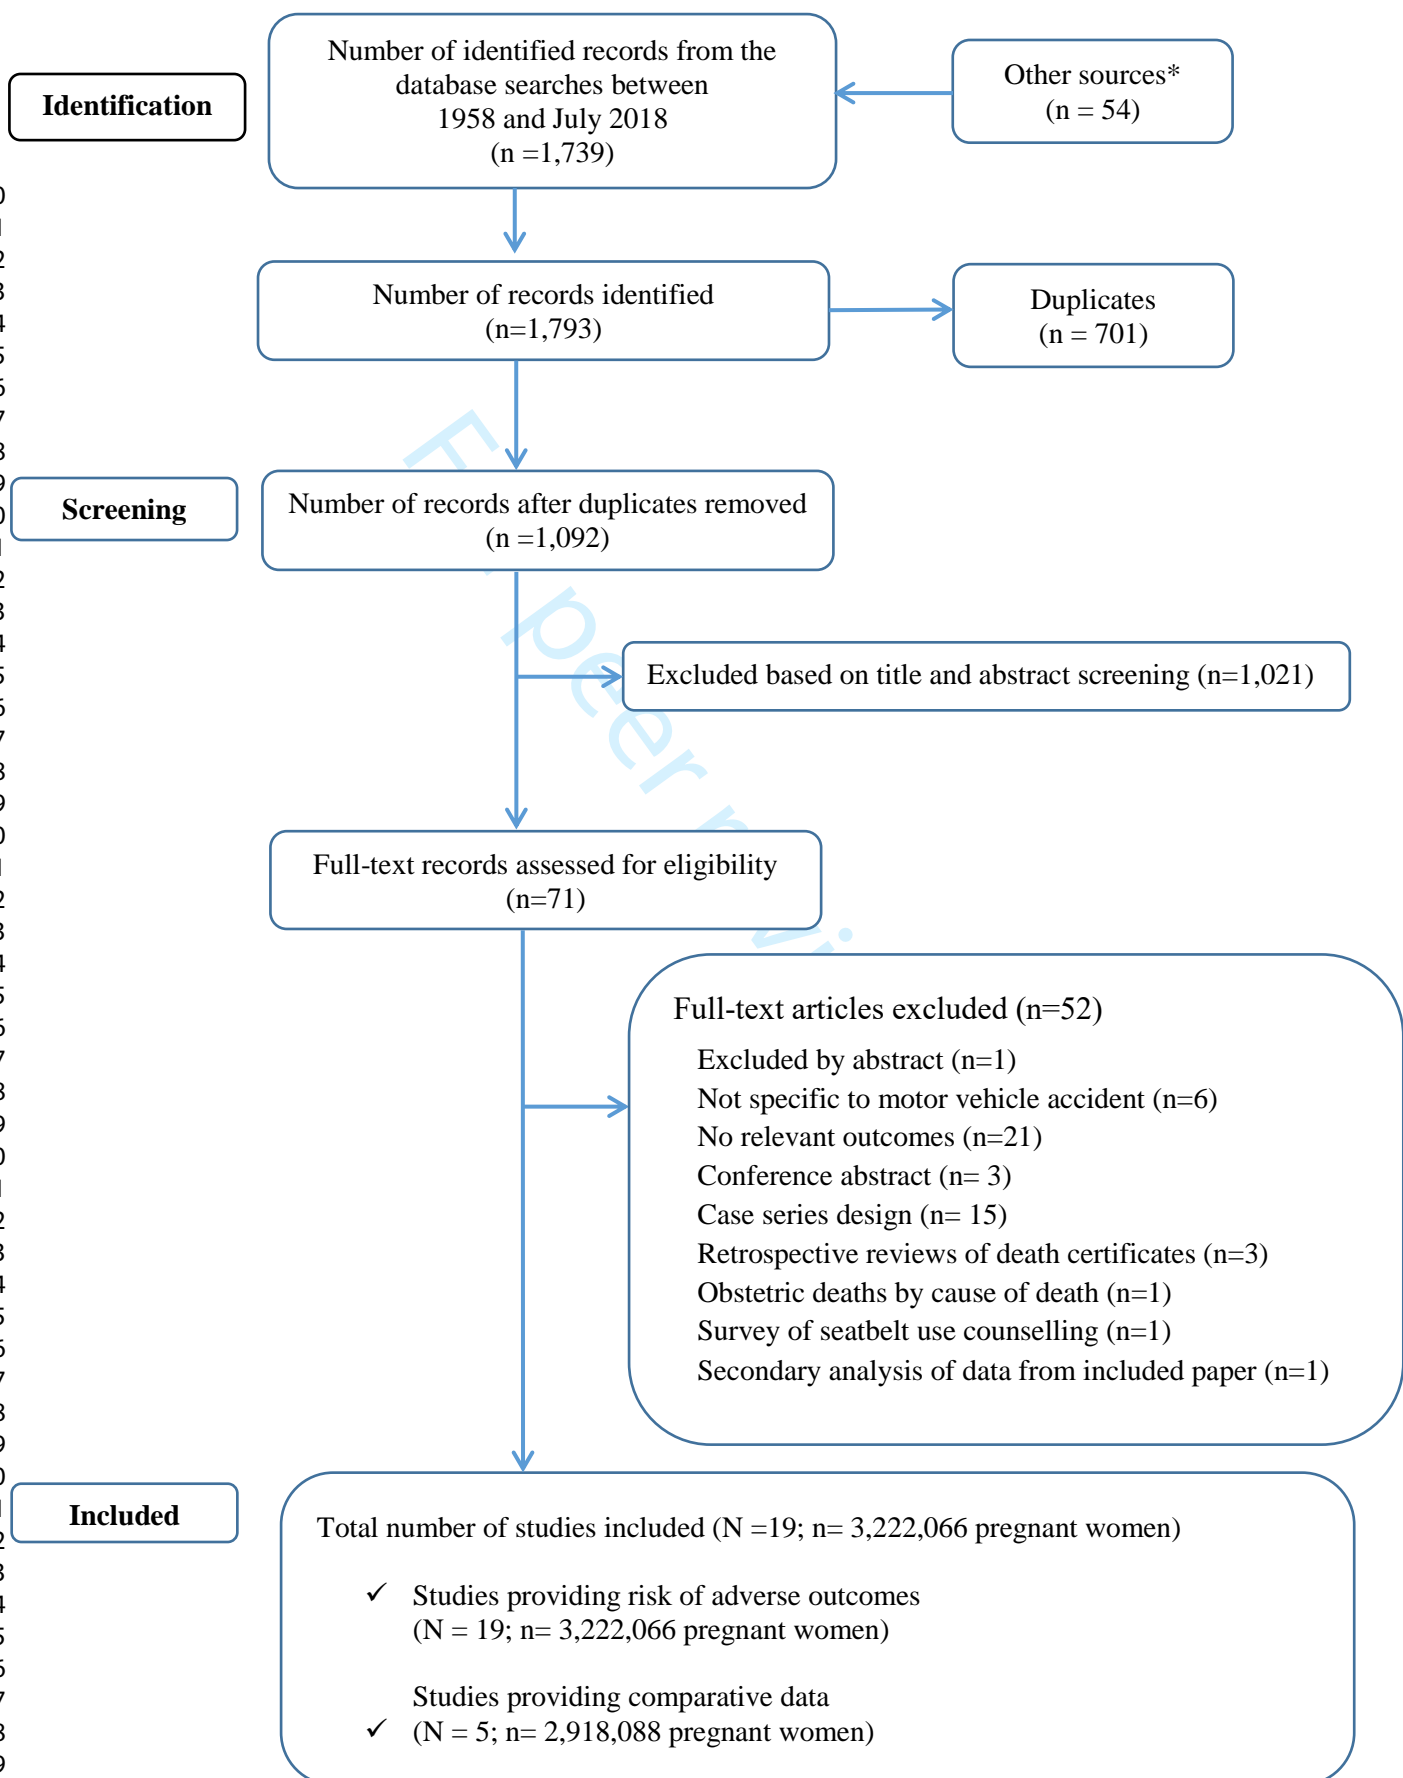 Number of identified records from the
database searches between
1958 and July 2018
(n =1,739)
Other sources*
(n = 54)
Identification
Number of records identified
(n=1,793)
Duplicates
(n = 701)
Screening
Number of records after duplicates removed
(n =1,092)
Excluded based on title and abstract screening (n=1,021)
Full-text records assessed for eligibility
(n=71)
Full-text articles excluded (n=52)
Excluded by abstract (n=1)
Not specific to motor vehicle accident (n=6)
No relevant outcomes (n=21)
Conference abstract (n= 3)
Case series design (n= 15)
Retrospective reviews of death certificates (n=3)
Obstetric deaths by cause of death (n=1)
Survey of seatbelt use counselling (n=1)
Secondary analysis of data from included paper (n=1)
Included
Total number of studies included (N =19; n= 3,222,066 pregnant women)
✓ Studies providing risk of adverse outcomes
(N = 19; n= 3,222,066 pregnant women)
Studies providing comparative data
✓ (N = 5; n= 2,918,088 pregnant women)
peer